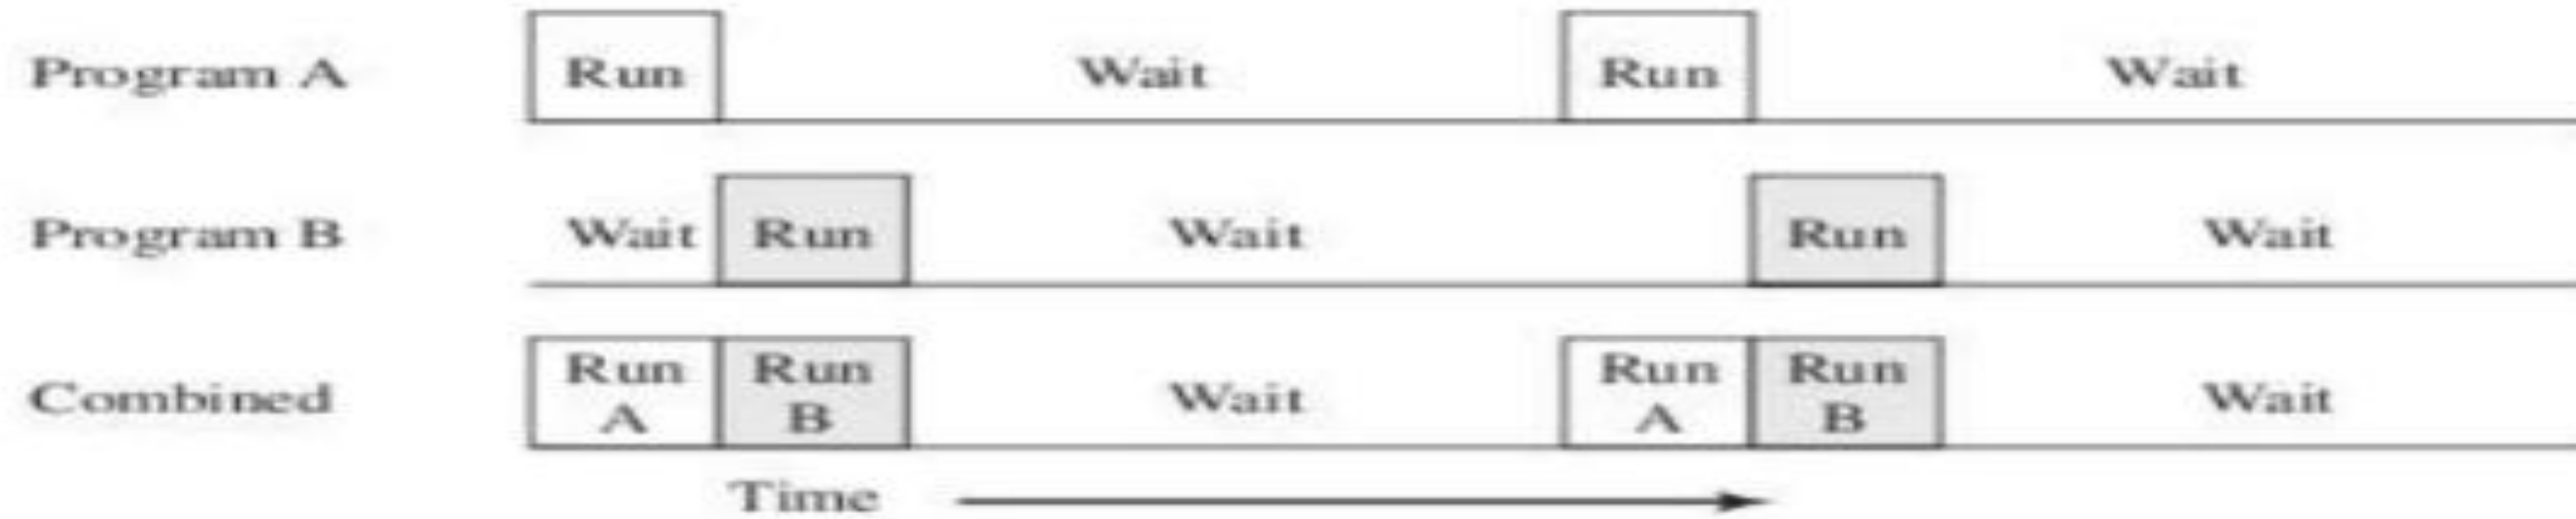 Program A Run Wait Run Wait
Program B Wait Run Wait Run Wait
Combined Run A Run B Wait Run A Run B Wait
Time